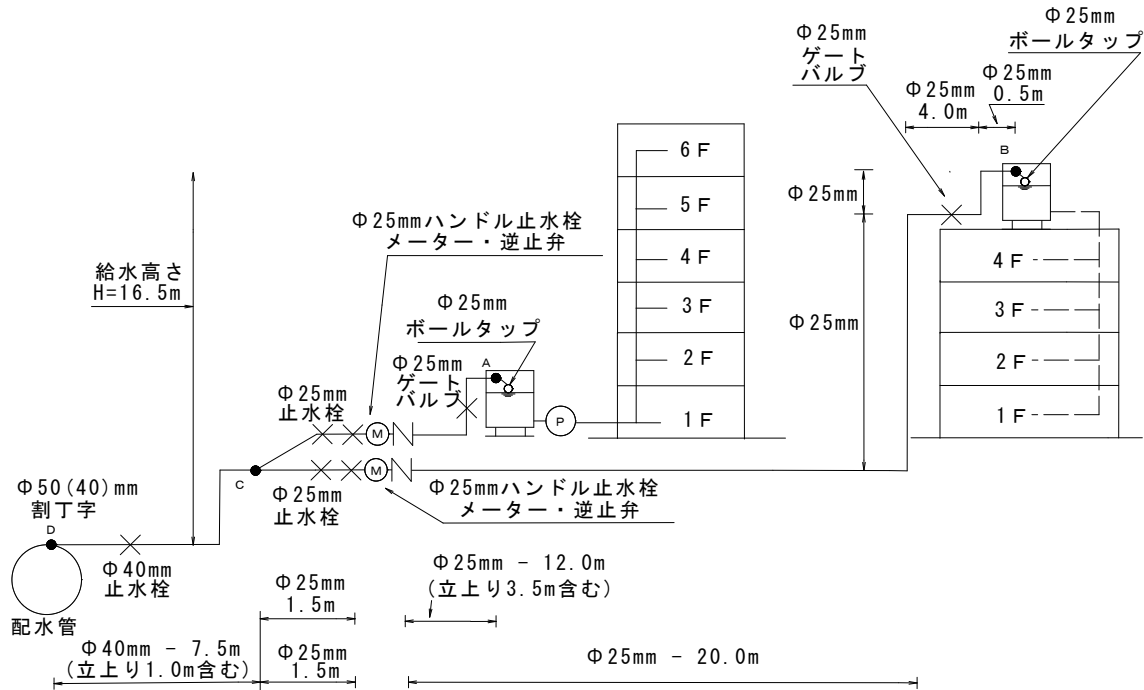 Φ25mm
ゲート
バルブ
Φ25mm
ボールタップ
Φ25mm
4.0m
Φ25mm
0.5m
B
Φ25mm
6F
5F
4F
3F
2F
1F
4F
3F
2F
1F
Φ25mmハンドル止水栓
メーター・逆止弁
給水高さ
H=16.5m
Φ25mm
ボールタップ
Φ25mm
ゲート
バルブ
A
Φ25mm
Φ25mm
止水栓
M
P
C
M
Φ25mm
止水栓
Φ25mmハンドル止水栓
メーター・逆止弁
Φ50(40)mm
割丁字
D
Φ40mm
止水栓
配水管
Φ25mm
1.5m
Φ25mm - 12.0m
(立上り3.5m含む)
Φ40mm - 7.5m
(立上り1.0m含む)
Φ25mm
1.5m
Φ25mm - 20.0m